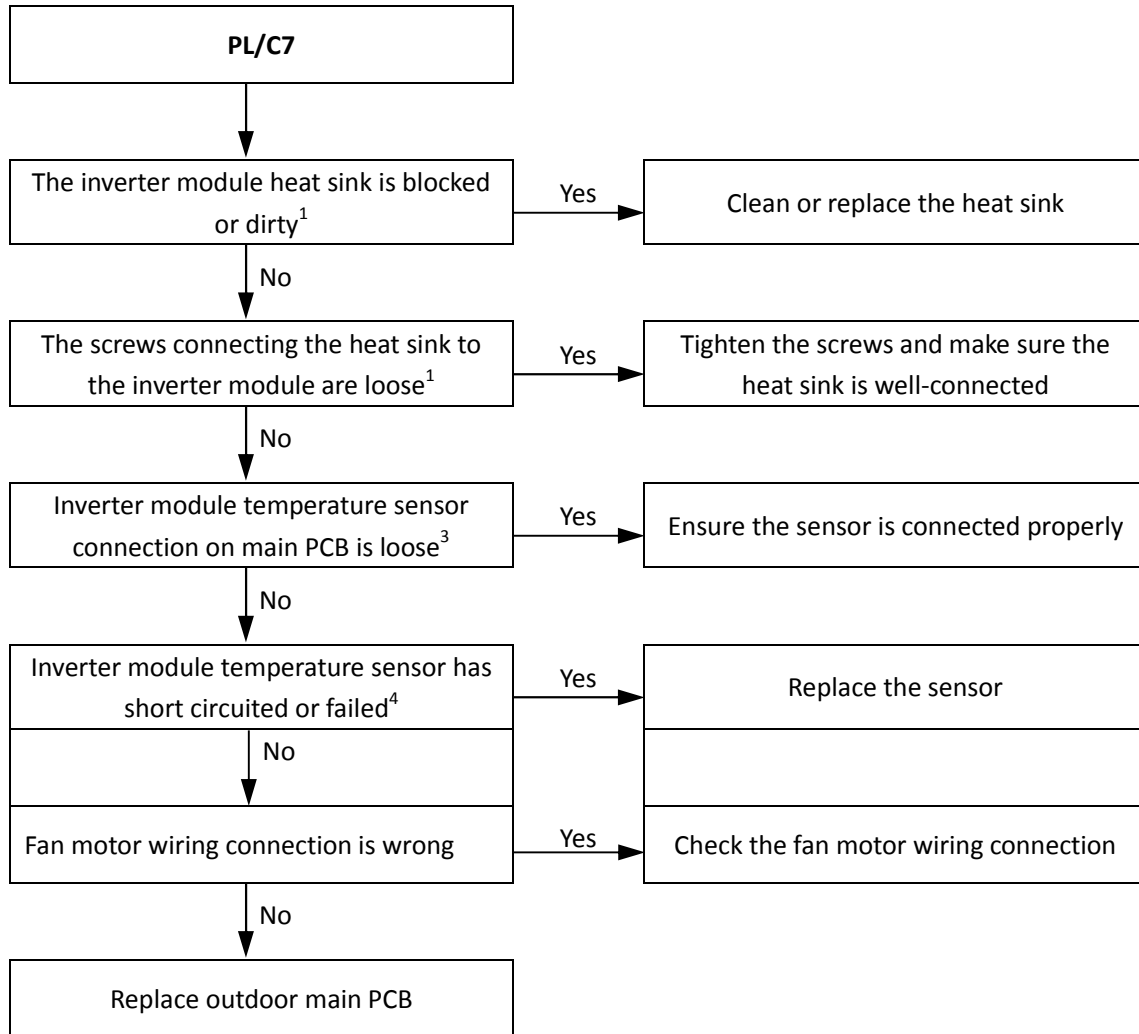 PL/C7
The inverter module heat sink is blocked
or dirty1
Yes
Clean or replace the heat sink
No
The screws connecting the heat sink to
the inverter module are loose1
Yes
Tighten the screws and make sure the
heat sink is well-connected
No
Inverter module temperature sensor
connection on main PCB is loose3
Yes
Ensure the sensor is connected properly
No
Inverter module temperature sensor has
short circuited or failed4
Yes
Replace the sensor
No
Fan motor wiring connection is wrong
Yes
Check the fan motor wiring connection
No
Replace outdoor main PCB